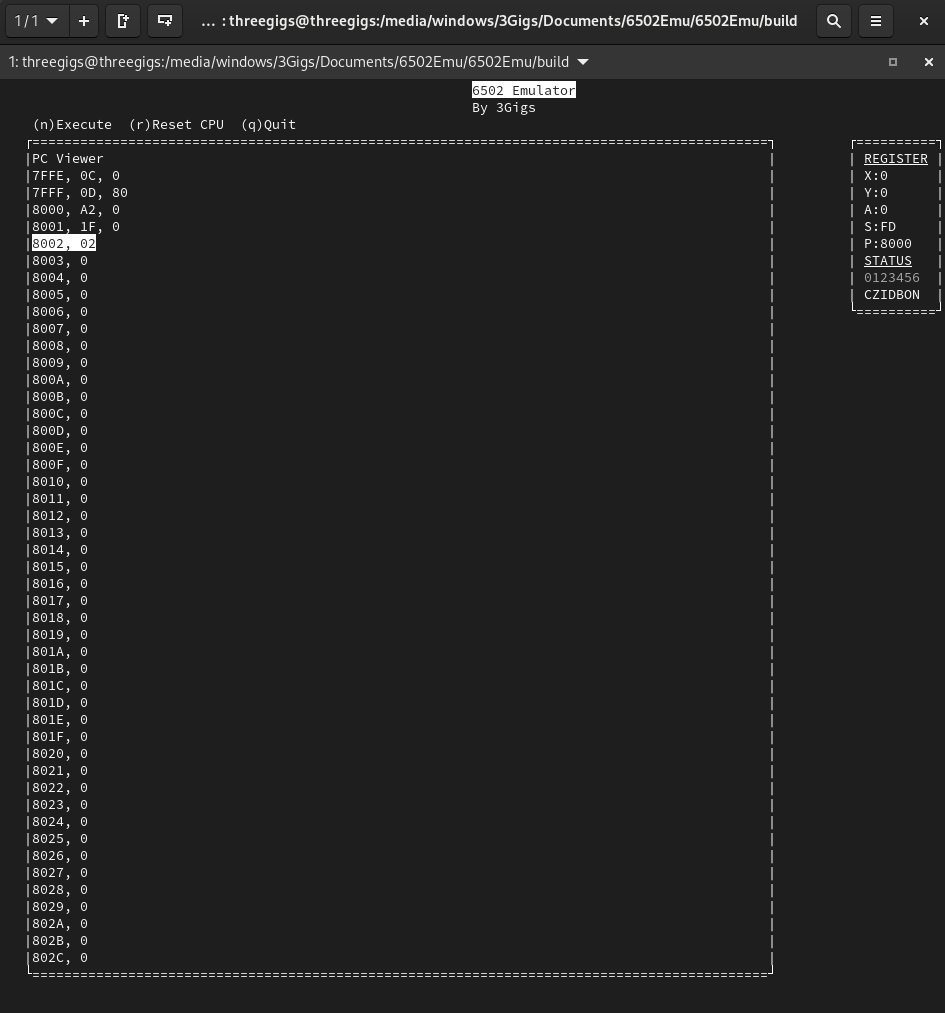 1/1 ... : threegigs@threegigs:/media/windows/3Gigs/Documents/6502Emu/6502Emu/build
1: threegigs@threegigs:/media/windows/3Gigs/Documents/6502Emu/6502Emu/build
6502 Emulator
By 3Gigs
(n)Execute (r)Reset CPU (q)Quit
PC Viewer
7FFE, 0C, 0
7FFF, 0D, 80
8000, A2, 0
8001, 1F, 0
8002, 02
8003, 0
8004, 0
8005, 0
8006, 0
8007, 0
8008, 0
8009, 0
800A, 0
800B, 0
800C, 0
800D, 0
800E, 0
800F, 0
8010, 0
8011, 0
8012, 0
8013, 0
8014, 0
8015, 0
8016, 0
8017, 0
8018, 0
8019, 0
801A, 0
801B, 0
801C, 0
801D, 0
801E, 0
801F, 0
8020, 0
8021, 0
8022, 0
8023, 0
8024, 0
8025, 0
8026, 0
8027, 0
8028, 0
8029, 0
802A, 0
802B, 0
802C, 0
REGISTER
X:0
Y:0
A:0
S:FD
P:8000
STATUS
0123456
CZIDBON